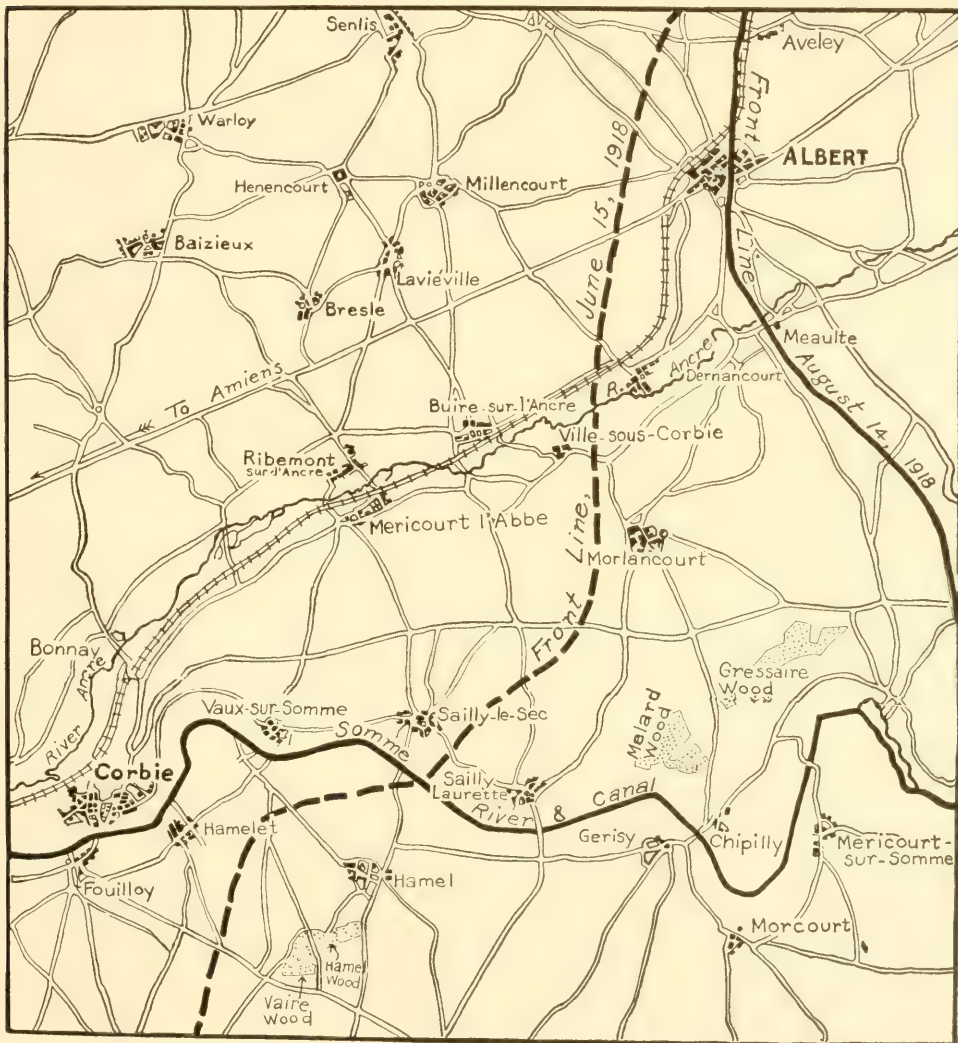 Senlis
Aveley
Warloy
ALBERT
Henencourt
Millencourt
Baizieux
Laviéville
Bresle
Front
Line,
August 14, 1918
Front Line, June 15, 1918
Meaulte
R. Ancre
Dernancourt
To Amiens
Buire-sur-l'Ancre
Ville-sous-Corbie
Ribemont
sur-l'Ancre
Mericourt l'Abbe
Morlancourt
Bonnay
River Ancre
Gressaire
Wood
Malard
Wood
Vaux-sur-Somme
Sailly-le-Sec
Somme
River & Canal
Corbie
Sailly
Laurette
Hamelet
Gerisy
Chipilly
Mericourt-
sur-Somme
Fouilloy
Hamel
Morcourt
Hamel
Wood
Vaire
Wood